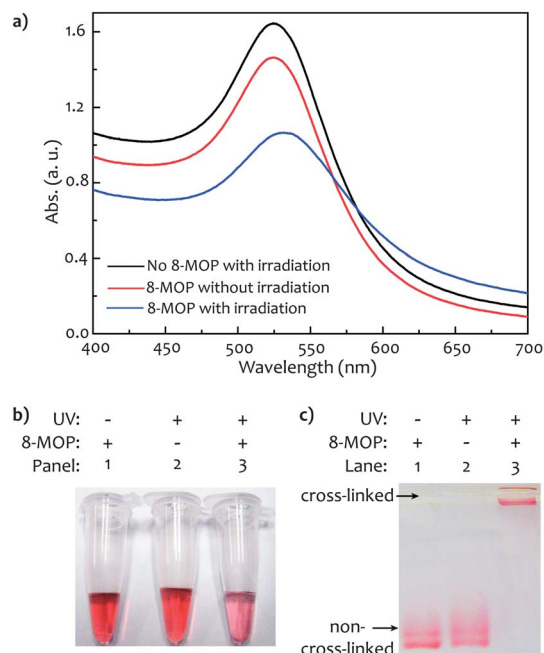 a)
1.6
1.2
0.8
0.4
0.0
Abs. (a. u.)
No 8-MOP with irradiation
8-MOP without irradiation
8-MOP with irradiation
400 450 500 550 600 650 700
Wavelength (nm)
b)
UV: - + +
8-MOP: + - +
Panel: 1 2 3
c)
UV: - + +
8-MOP: + - +
Lane: 1 2 3
cross-linked
non-
cross-linked